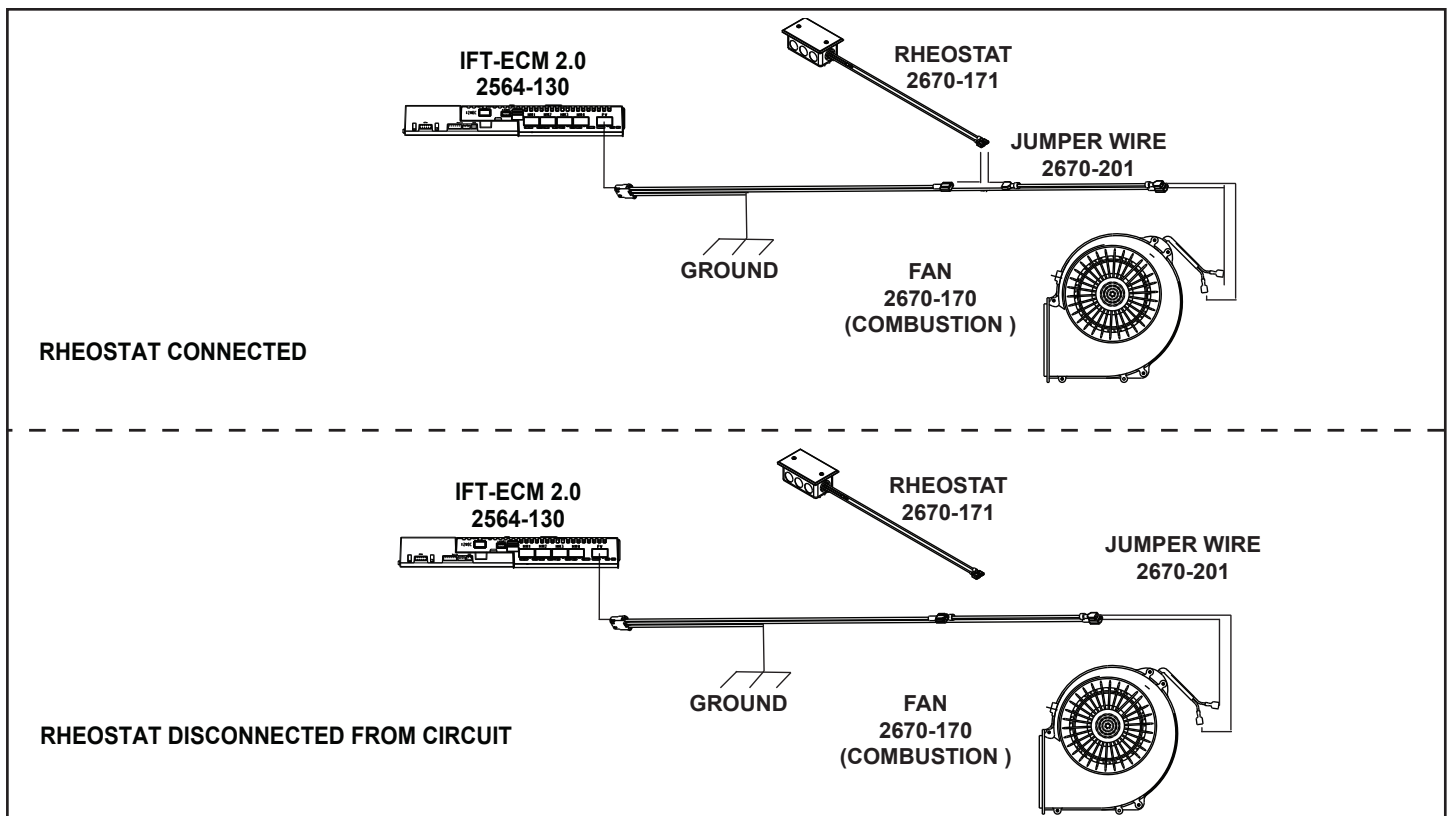 IFT-ECM 2.0
2564-130
RHEOSTAT
2670-171
12VDC
JUMPER WIRE
2670-201
GROUND
FAN
2670-170
(COMBUSTION )
RHEOSTAT CONNECTED
IFT-ECM 2.0
2564-130
RHEOSTAT
2670-171
12VDC
JUMPER WIRE
2670-201
GROUND
FAN
2670-170
(COMBUSTION )
RHEOSTAT DISCONNECTED FROM CIRCUIT